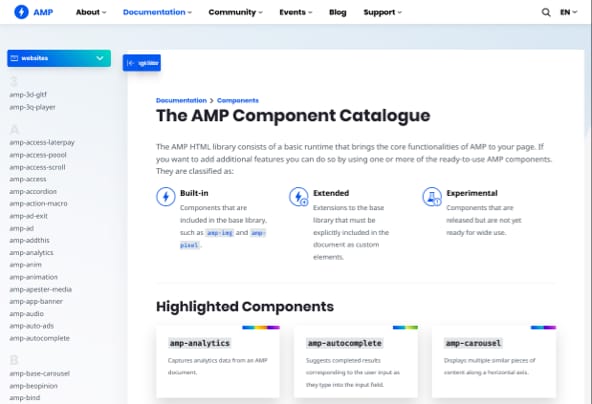 AMP
About
Documentation
Community
Events
Blog
Support
EN
websites
3
amp-3d-gltf
amp-3q-player
A
amp-access-laterpay
amp-access-poool
amp-access-scroll
amp-access
amp-accordion
amp-action-macro
amp-ad-exit
amp-ad
amp-addthis
amp-analytics
amp-anim
amp-animation
amp-apester-media
amp-app-banner
amp-audio
amp-auto-ads
amp-autocomplete
B
amp-base-carousel
amp-beopinion
amp-bind
Documentation > Components
The AMP Component Catalogue
The AMP HTML library consists of a basic runtime that brings the core functionalities of AMP to your page. If
you want to add additional features you can do so by using one or more of the ready-to-use AMP components.
They are classified as:
Built-in
Components that are
included in the base library,
such as amp-img and amp-
pixel.
Extended
Extensions to the base
library that must be
explicitly included in the
document as custom
elements.
Experimental
Components that are
released but are not yet
ready for wide use.
Highlighted Components
amp-analytics
Captures analytics data from an AMP
document.
amp-autocomplete
Suggests completed results
corresponding to the user input as
they type into the input field.
amp-carousel
Displays multiple similar pieces of
content along a horizontal axis.